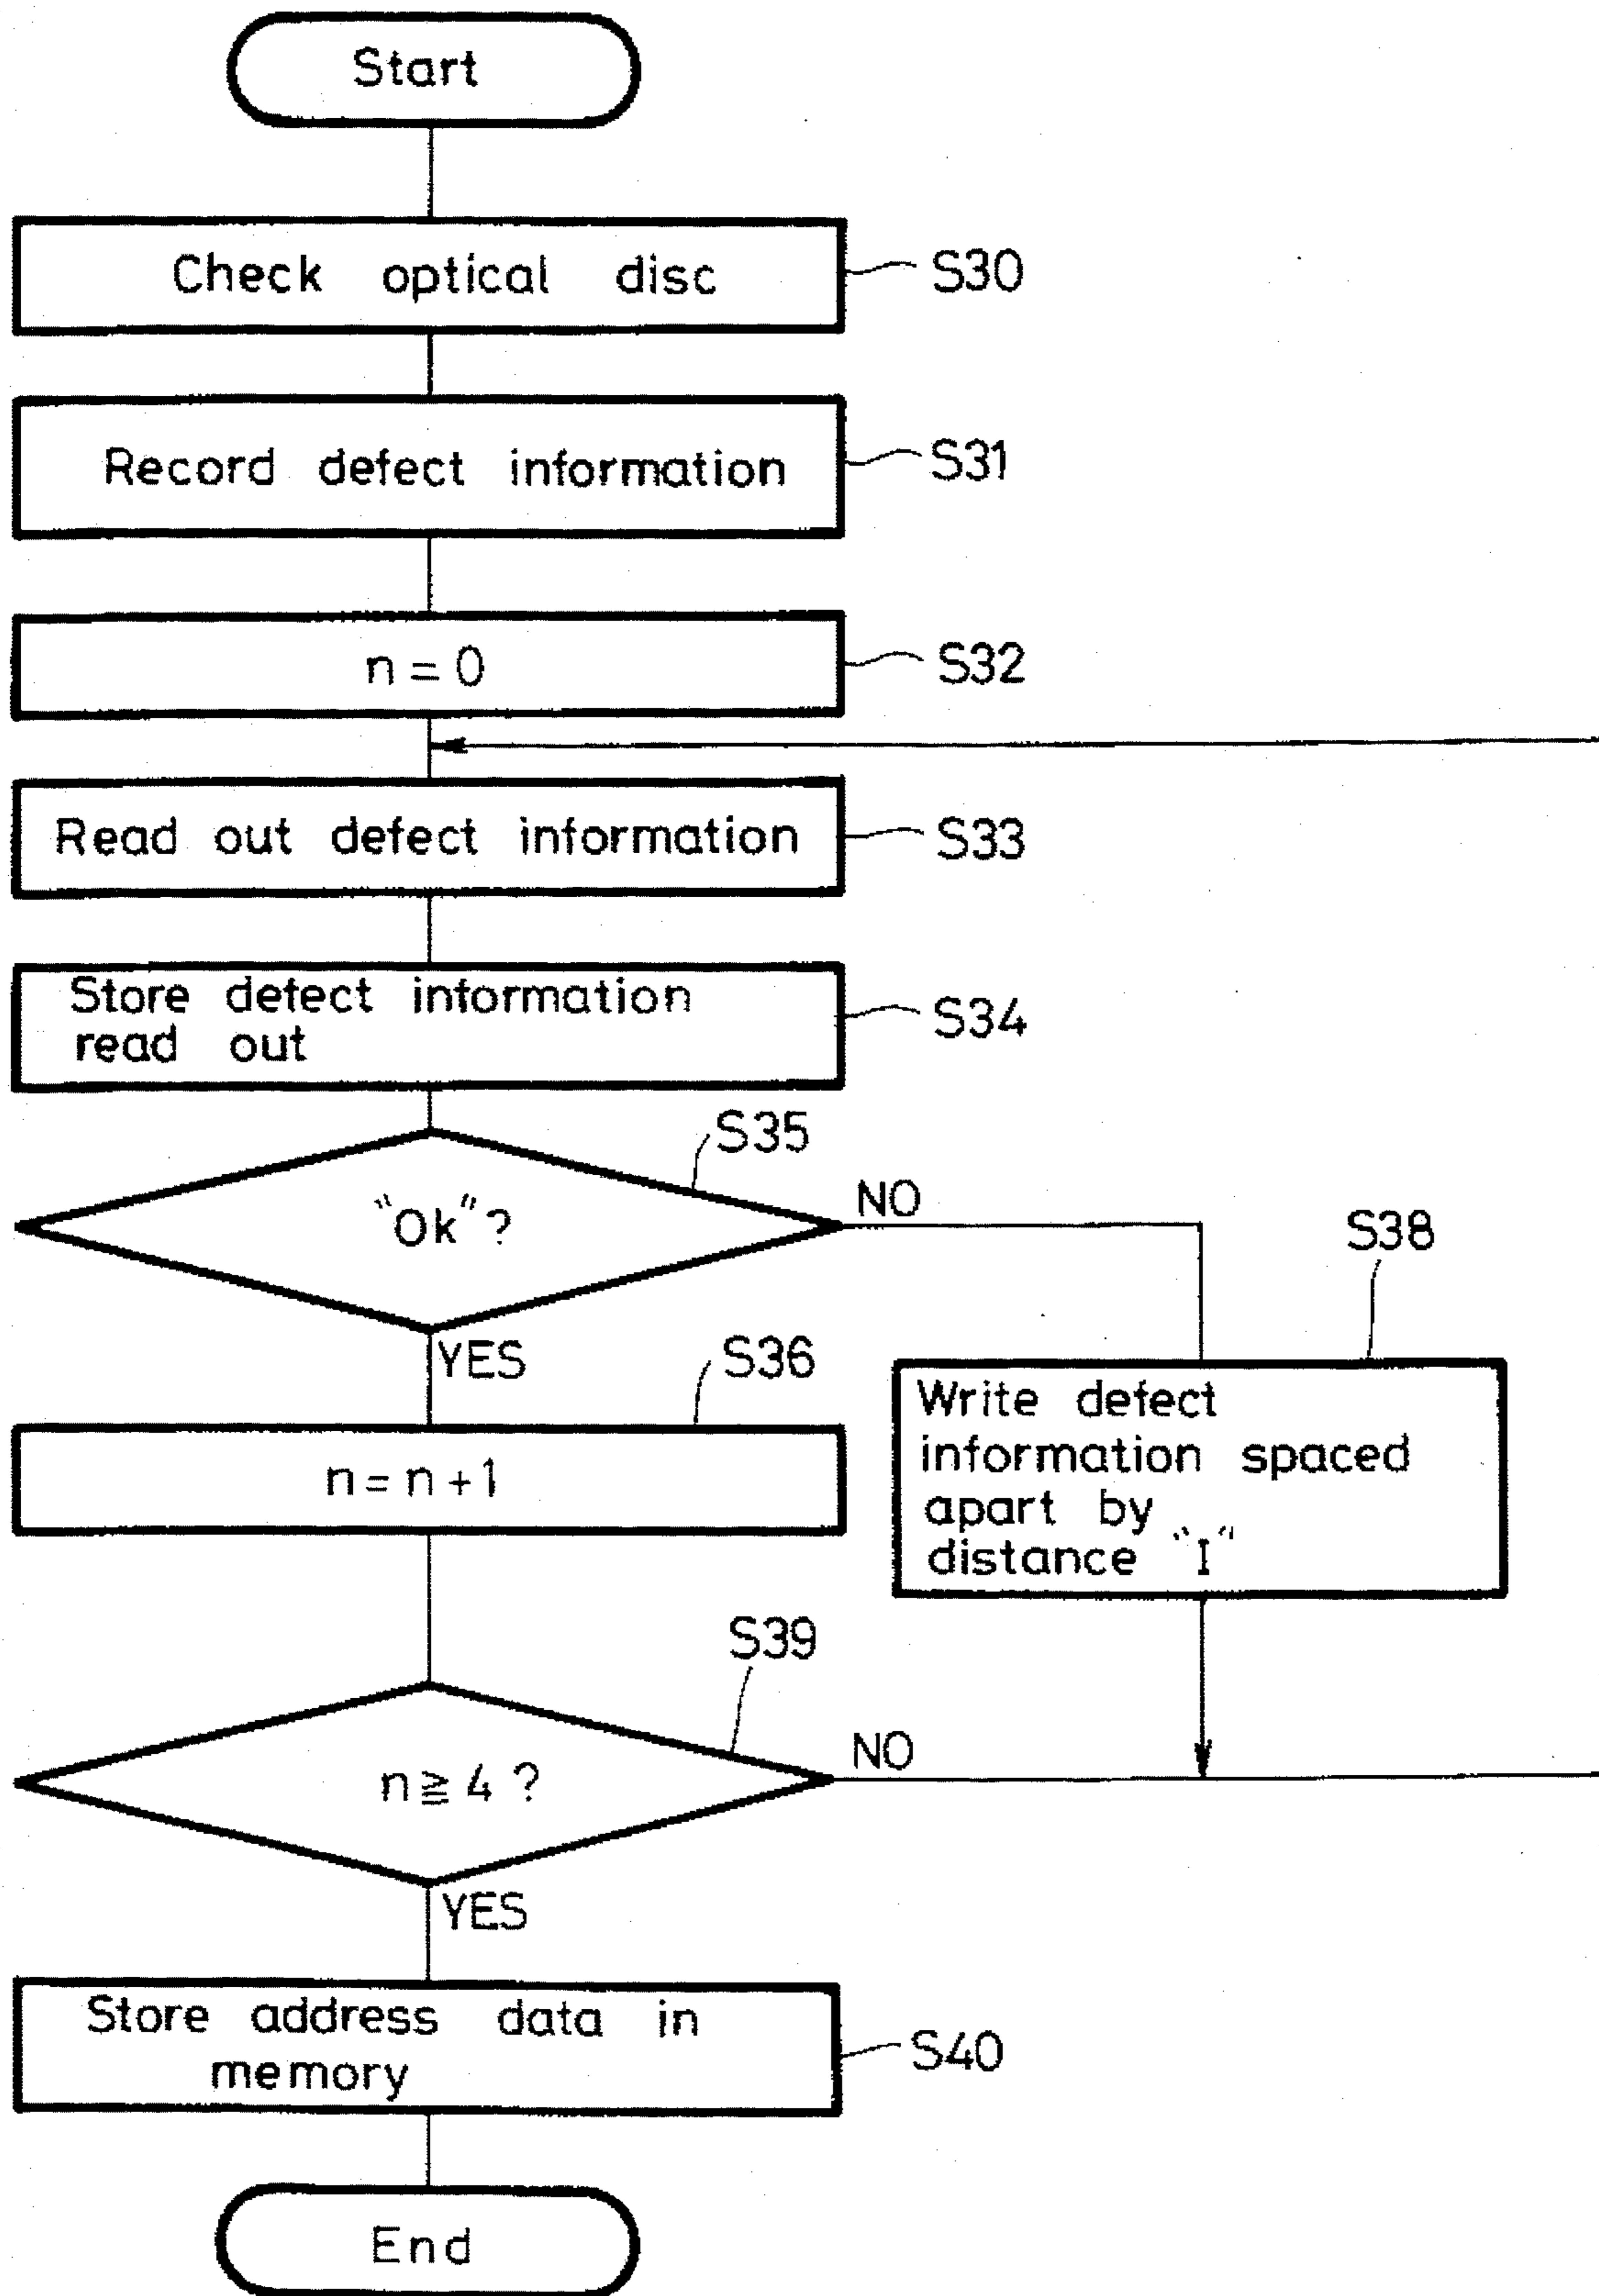 Start
Check optical disc
S30
Record defect information
S31
n = 0
S32
Read out defect information
S33
Store defect information
read out
S34
S35
"Ok"?
NO
YES
S38
Write defect
information spaced
apart by
distance "I"
S36
n = n + 1
S39
n ≧ 4 ?
NO
YES
Store address data in
memory
S40
End